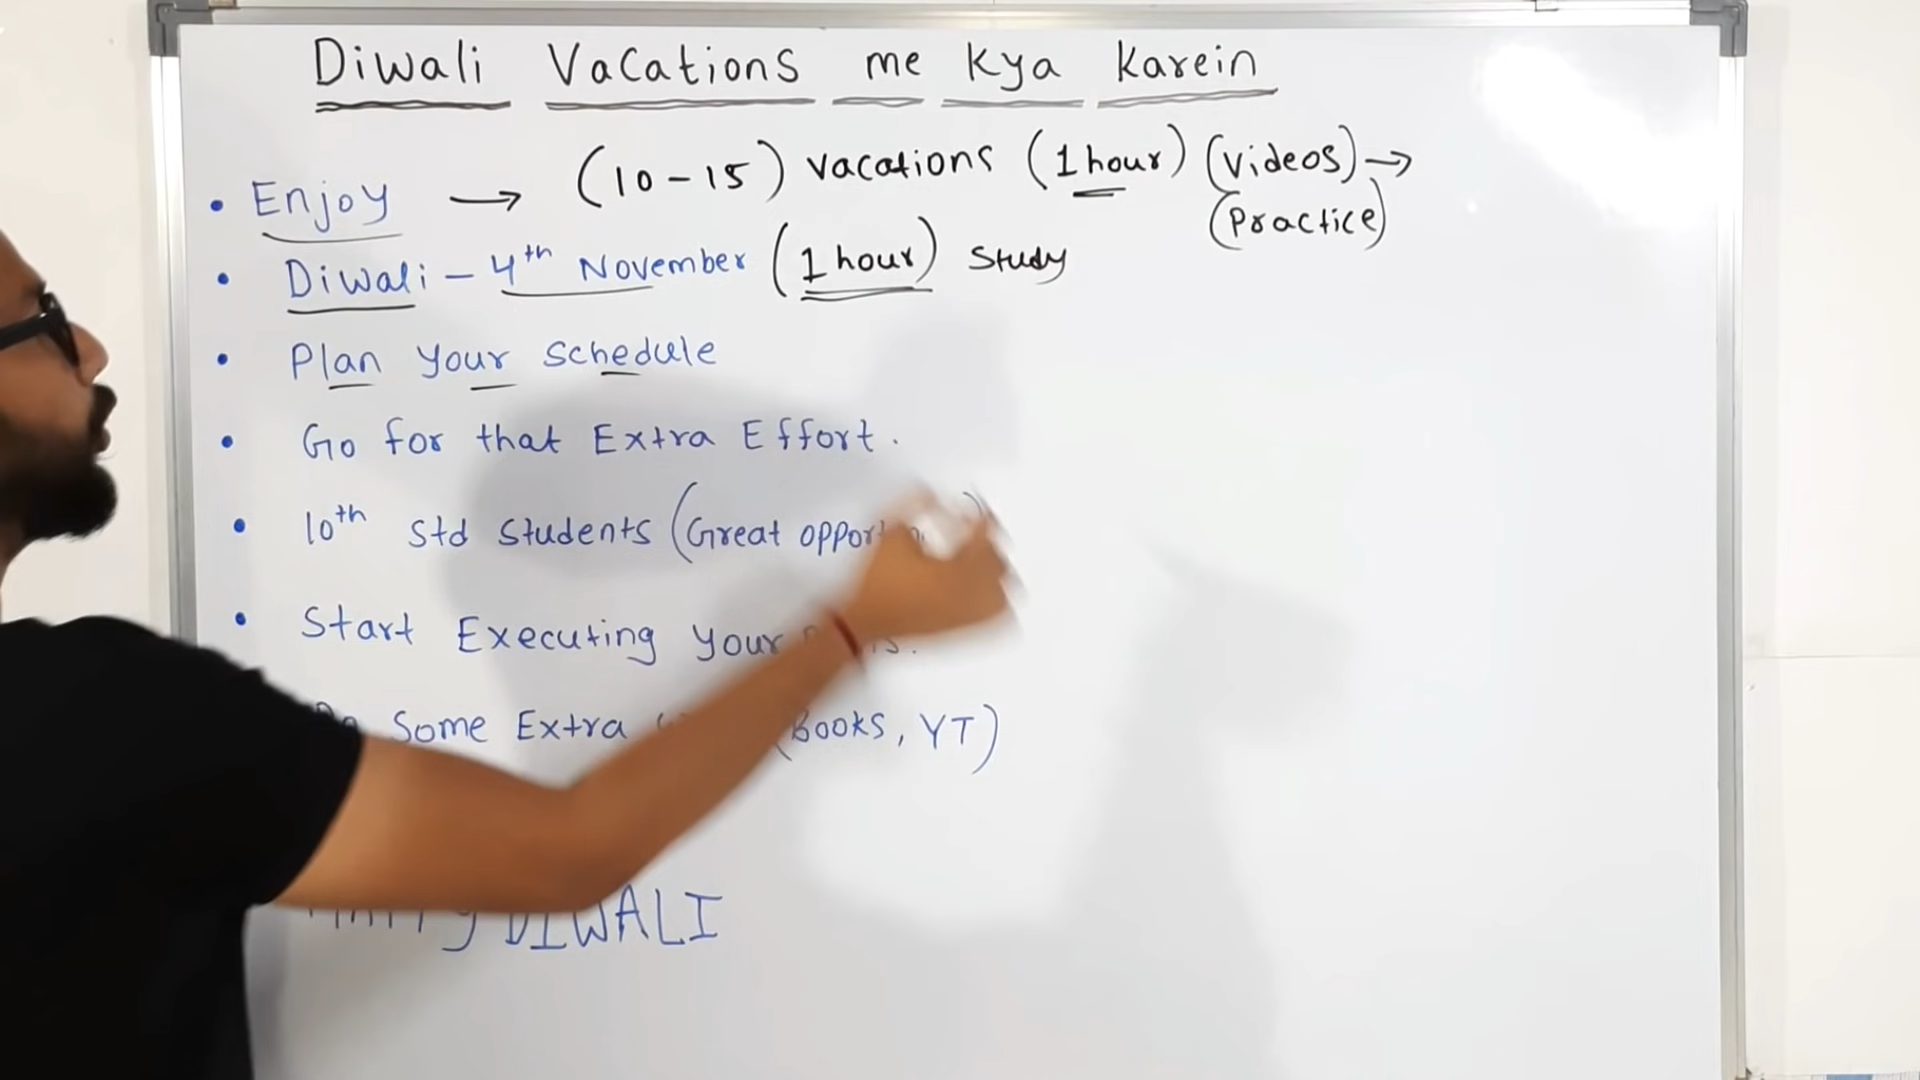 Diwali Vacations me Kya Karein
• Enjoy → (10-15) vacations (1 hour) (videos) →
(Practice)
• Diwali - 4th November (1 hour) Study
• Plan your Schedule
• Go for that Extra Effort.
• 10th Std Students (Great
• Start Executing your
Some Extra (Books, YT)
DIWALI